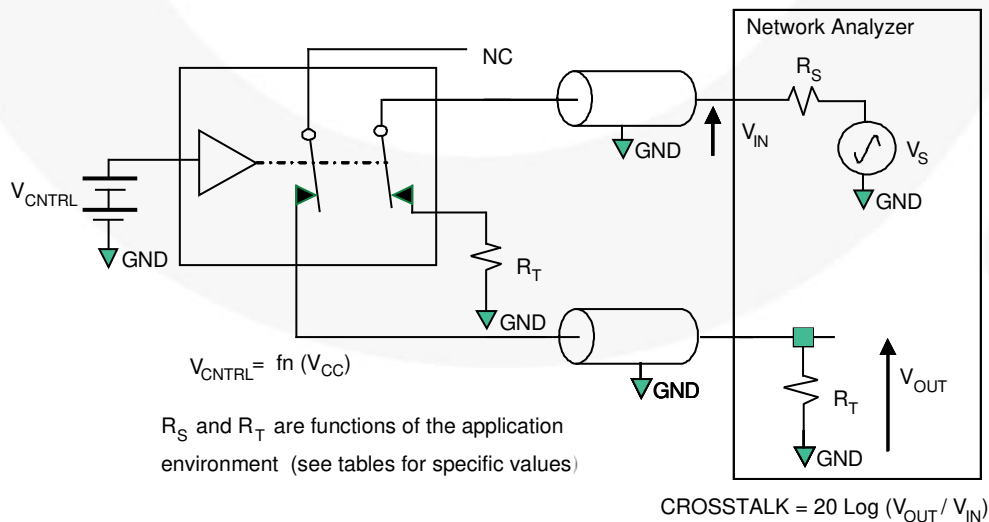 Network Analyzer
NC
R_S
V_IN
V_S
GND
GND
V_CNTRL
GND
R_T
GND
V_CNTRL = fn (V_CC)
GND
R_T
V_OUT
GND
R_S and R_T are functions of the application
environment (see tables for specific values)
CROSSTALK = 20 Log (V_OUT / V_IN)